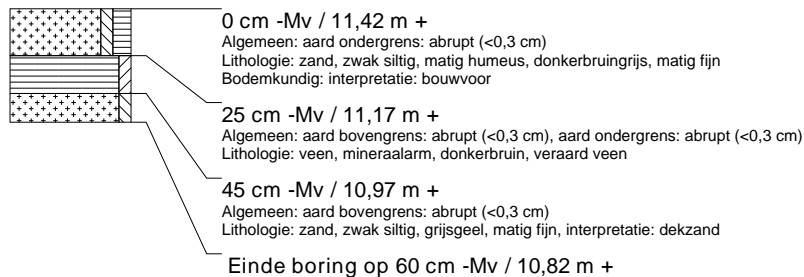 0 cm -Mv / 11,42 m +
Algemeen: aard ondergrens: abrupt (<0,3 cm)
Lithologie: zand, zwak siltig, matig humeus, donkerbruingrijs, matig fijn
Bodemkundig: interpretatie: bouwvoor
25 cm -Mv / 11,17 m +
Algemeen: aard bovengrens: abrupt (<0,3 cm), aard ondergrens: abrupt (<0,3 cm)
Lithologie: veen, mineraalarm, donkerbruin, veraard veen
45 cm -Mv / 10,97 m +
Algemeen: aard bovengrens: abrupt (<0,3 cm)
Lithologie: zand, zwak siltig, grijsgeel, matig fijn, interpretatie: dekzand
Einde boring op 60 cm -Mv / 10,82 m +